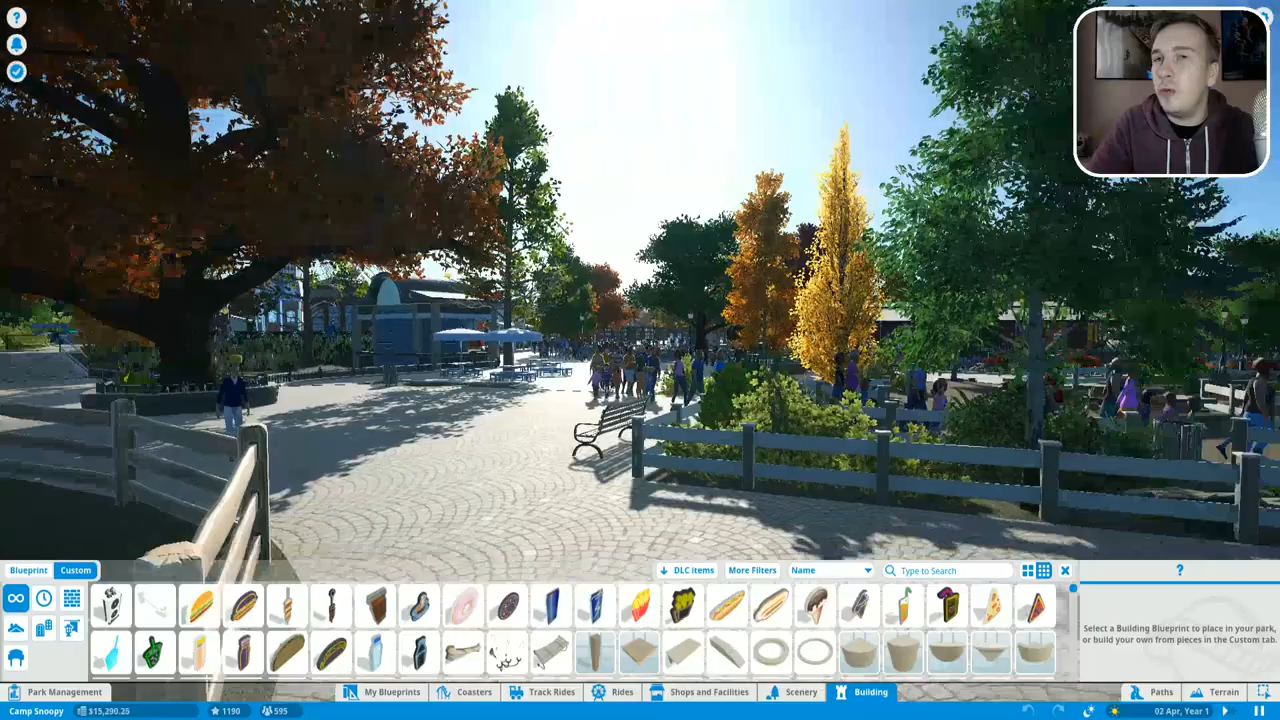 Blueprint Custom DLC items More Filters Name Type to Search
?
Select a Building Blueprint to place in your park,
or build your own from pieces in the Custom tab.
Park Management My Blueprints Coasters Track Rides Rides Shops and Facilities Scenery Building Paths Terrain
Camp Snoopy $15,290.25 1190 595 02 Apr, Year 1